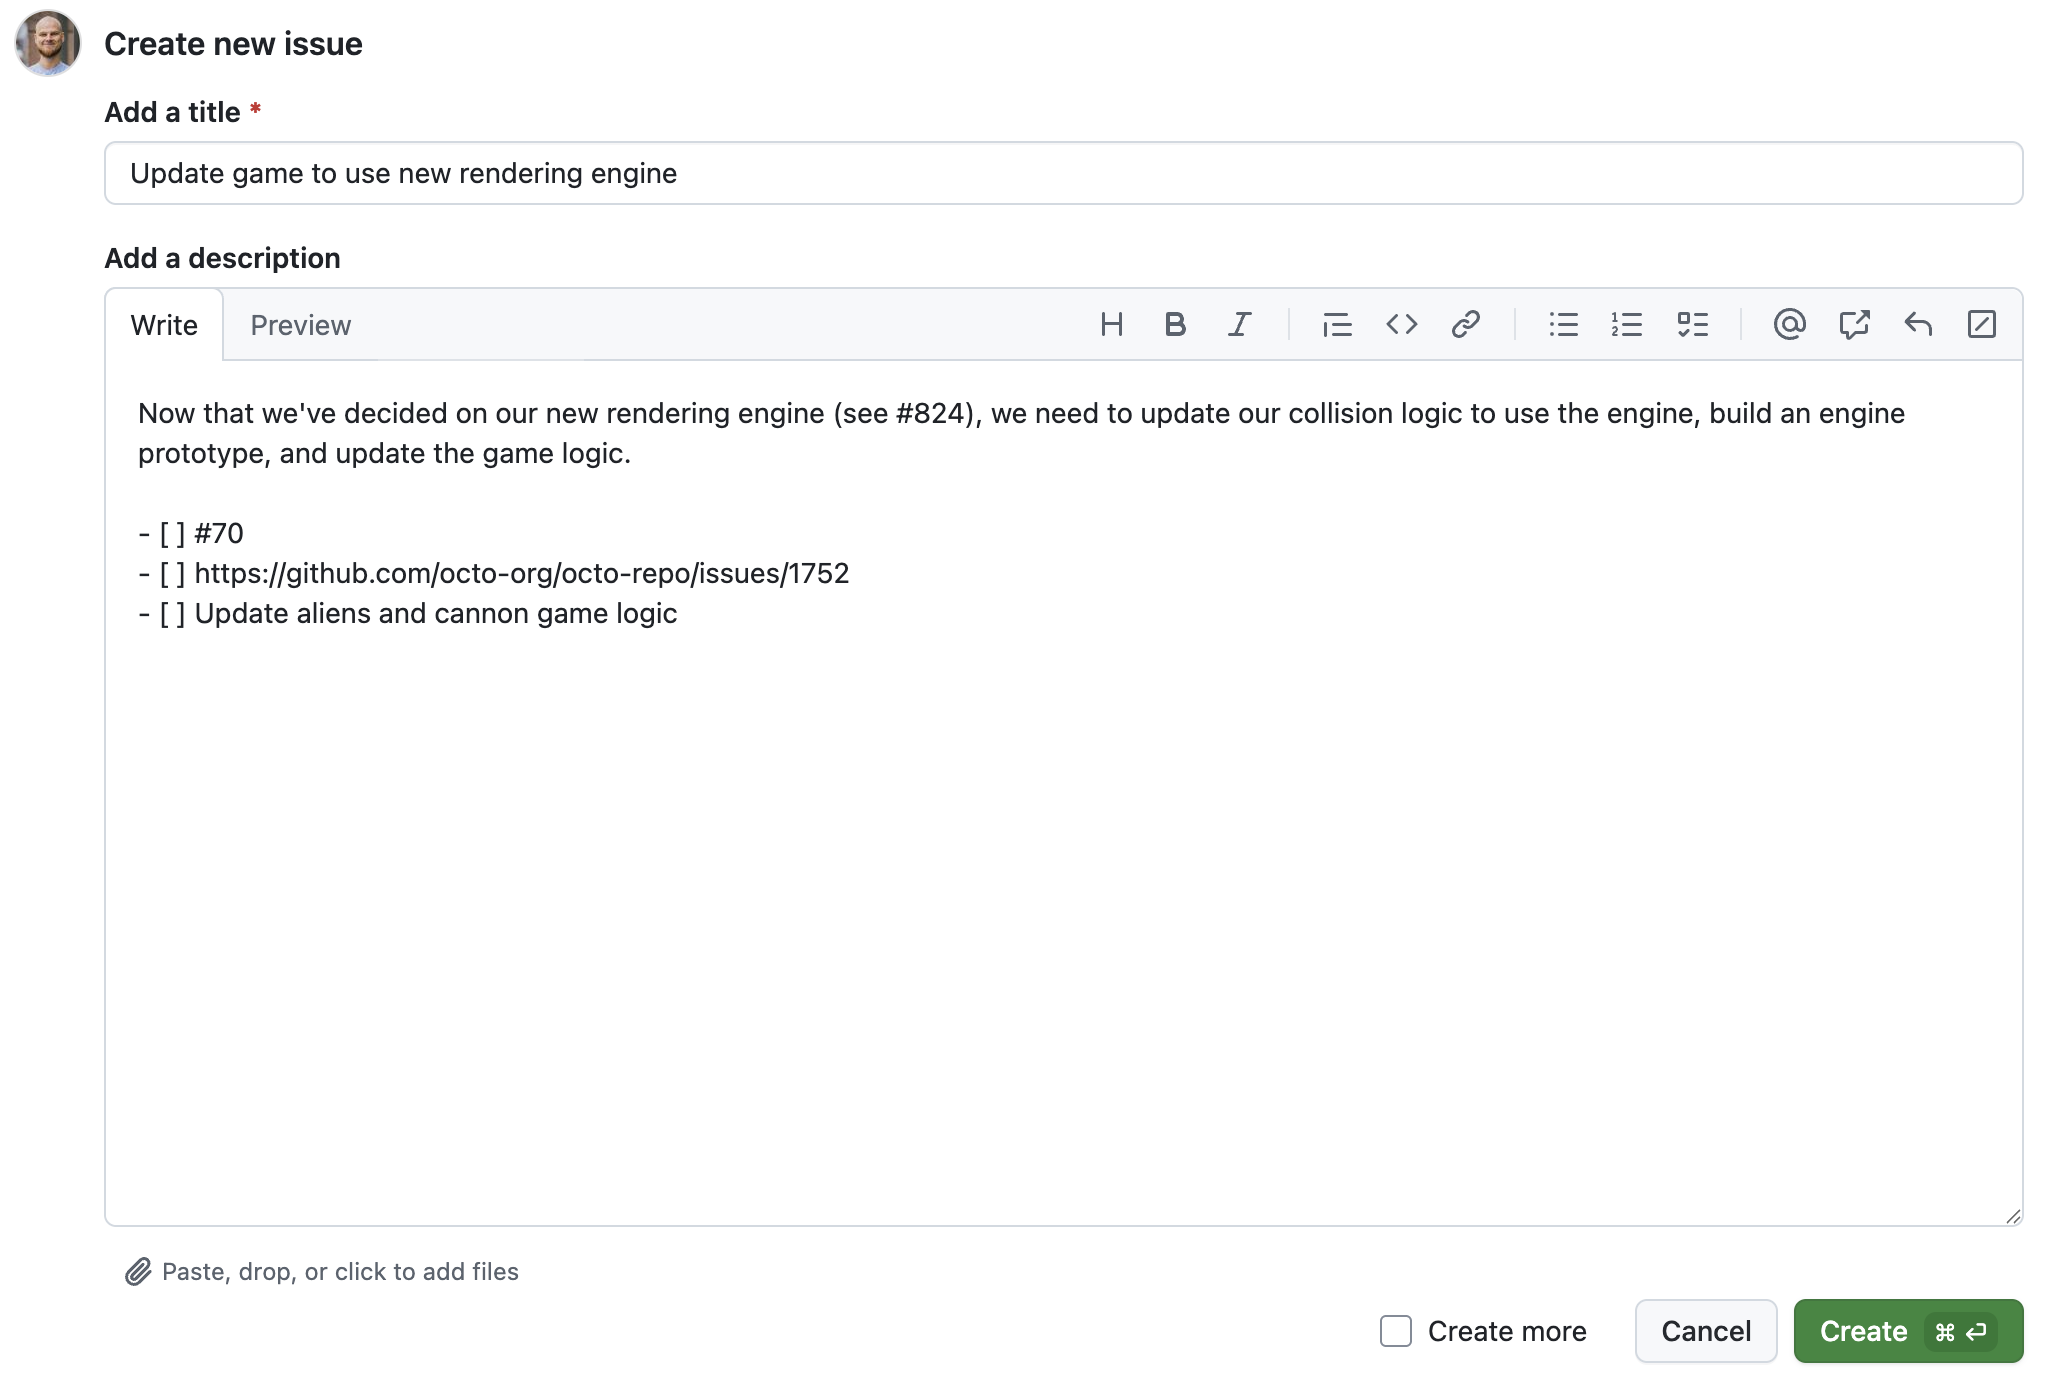 Create new issue
Add a title *
Update game to use new rendering engine
Add a description
Write Preview
Now that we've decided on our new rendering engine (see #824), we need to update our collision logic to use the engine, build an engine
prototype, and update the game logic.
- [ ] #70
- [ ] https://github.com/octo-org/octo-repo/issues/1752
- [ ] Update aliens and cannon game logic
Paste, drop, or click to add files
Create more Cancel Create ⌘ ⏎